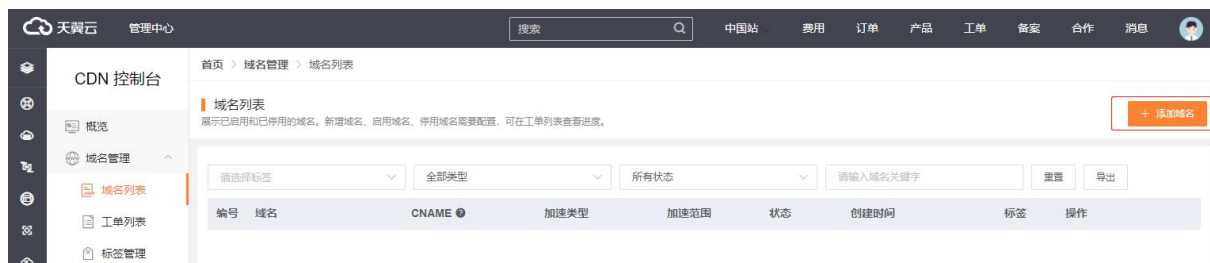 天翼云 管理中心 搜索 中国站 费用 订单 产品 工单 备案 合作 消息
CDN 控制台
首页 > 域名管理 > 域名列表
域名列表
展示已启用和已停用的域名。新增域名、启用域名、停用域名需要配置，可在工单列表查看进度。
+ 添加域名
概览
域名管理
域名列表
工单列表
标签管理
请选择标签 全部类型 所有状态 请输入域名关键字 重置 导出
编号 域名 CNAME 加速类型 加速范围 状态 创建时间 标签 操作